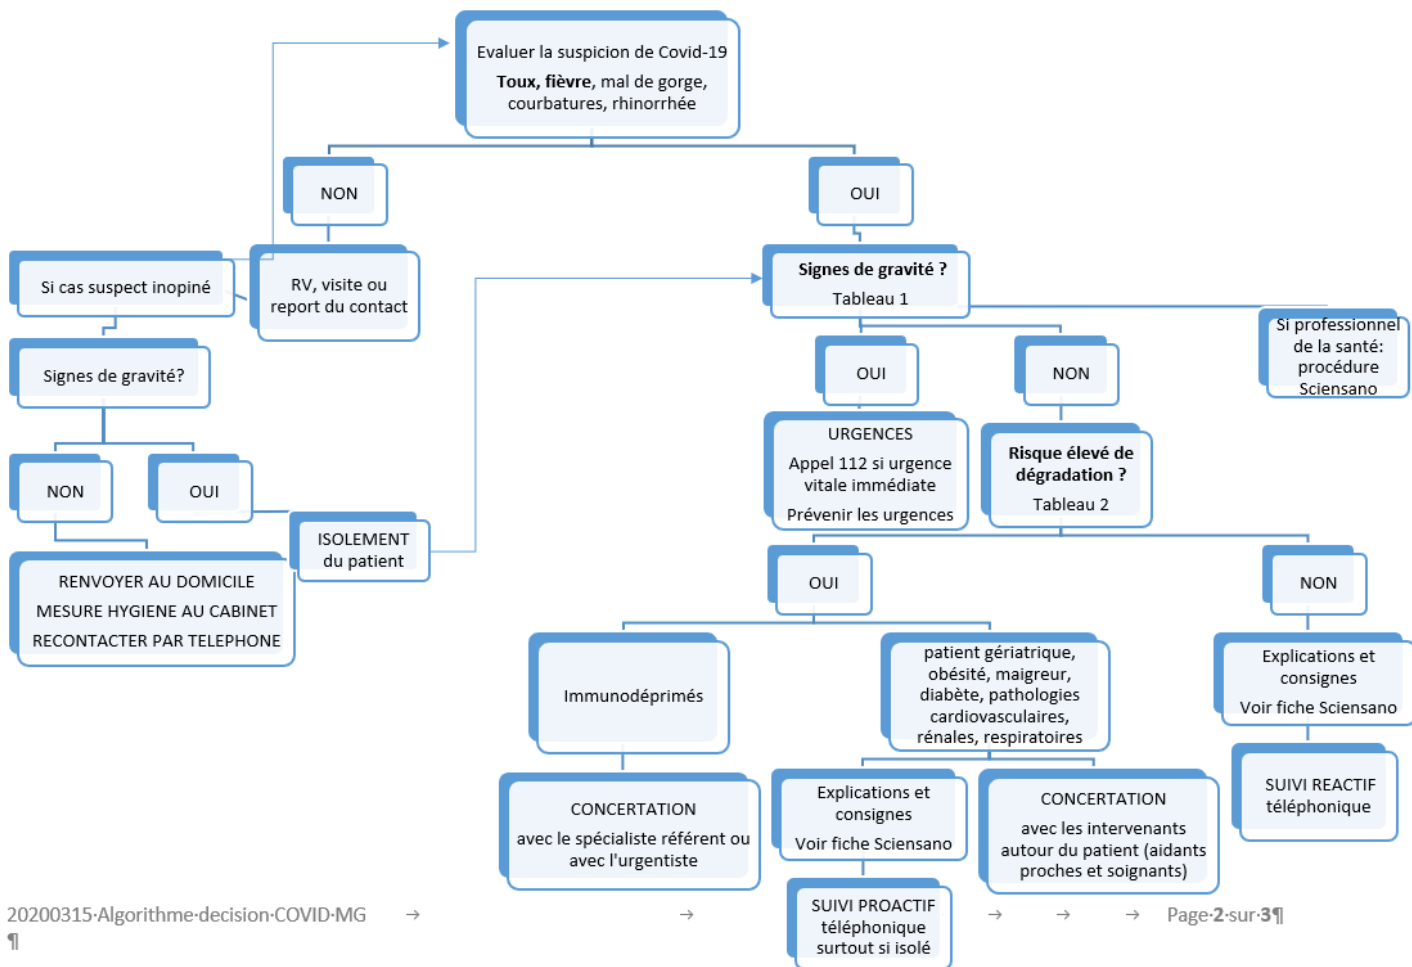 Evaluer la suspicion de Covid-19
Toux, fièvre, mal de gorge,
courbatures, rhinorrhée
NON
OUI
Si cas suspect inopiné
RV, visite ou
report du contact
Signes de gravité ?
Tableau 1
Si professionnel
de la santé:
procédure
Sciensano
Signes de gravité?
OUI
NON
NON
OUI
URGENCES
Appel 112 si urgence
vitale immédiate
Prévenir les urgences
Risque élevé de
dégradation ?
Tableau 2
ISOLEMENT
du patient
RENVOYER AU DOMICILE
MESURE HYGIENE AU CABINET
RECONTACTER PAR TELEPHONE
OUI
NON
Immunodéprimés
patient gériatrique,
obésité, maigreur,
diabète, pathologies
cardiovasculaires,
rénales, respiratoires
Explications et
consignes
Voir fiche Sciensano
CONCERTATION
avec le spécialiste référent ou
avec l'urgentiste
Explications et
consignes
Voir fiche Sciensano
CONCERTATION
avec les intervenants
autour du patient (aidants
proches et soignants)
SUIVI REACTIF
téléphonique
SUIVI PROACTIF
téléphonique
surtout si isolé
20200315·Algorithme·decision·COVID·MG → → → → → Page·2·sur·3¶
¶